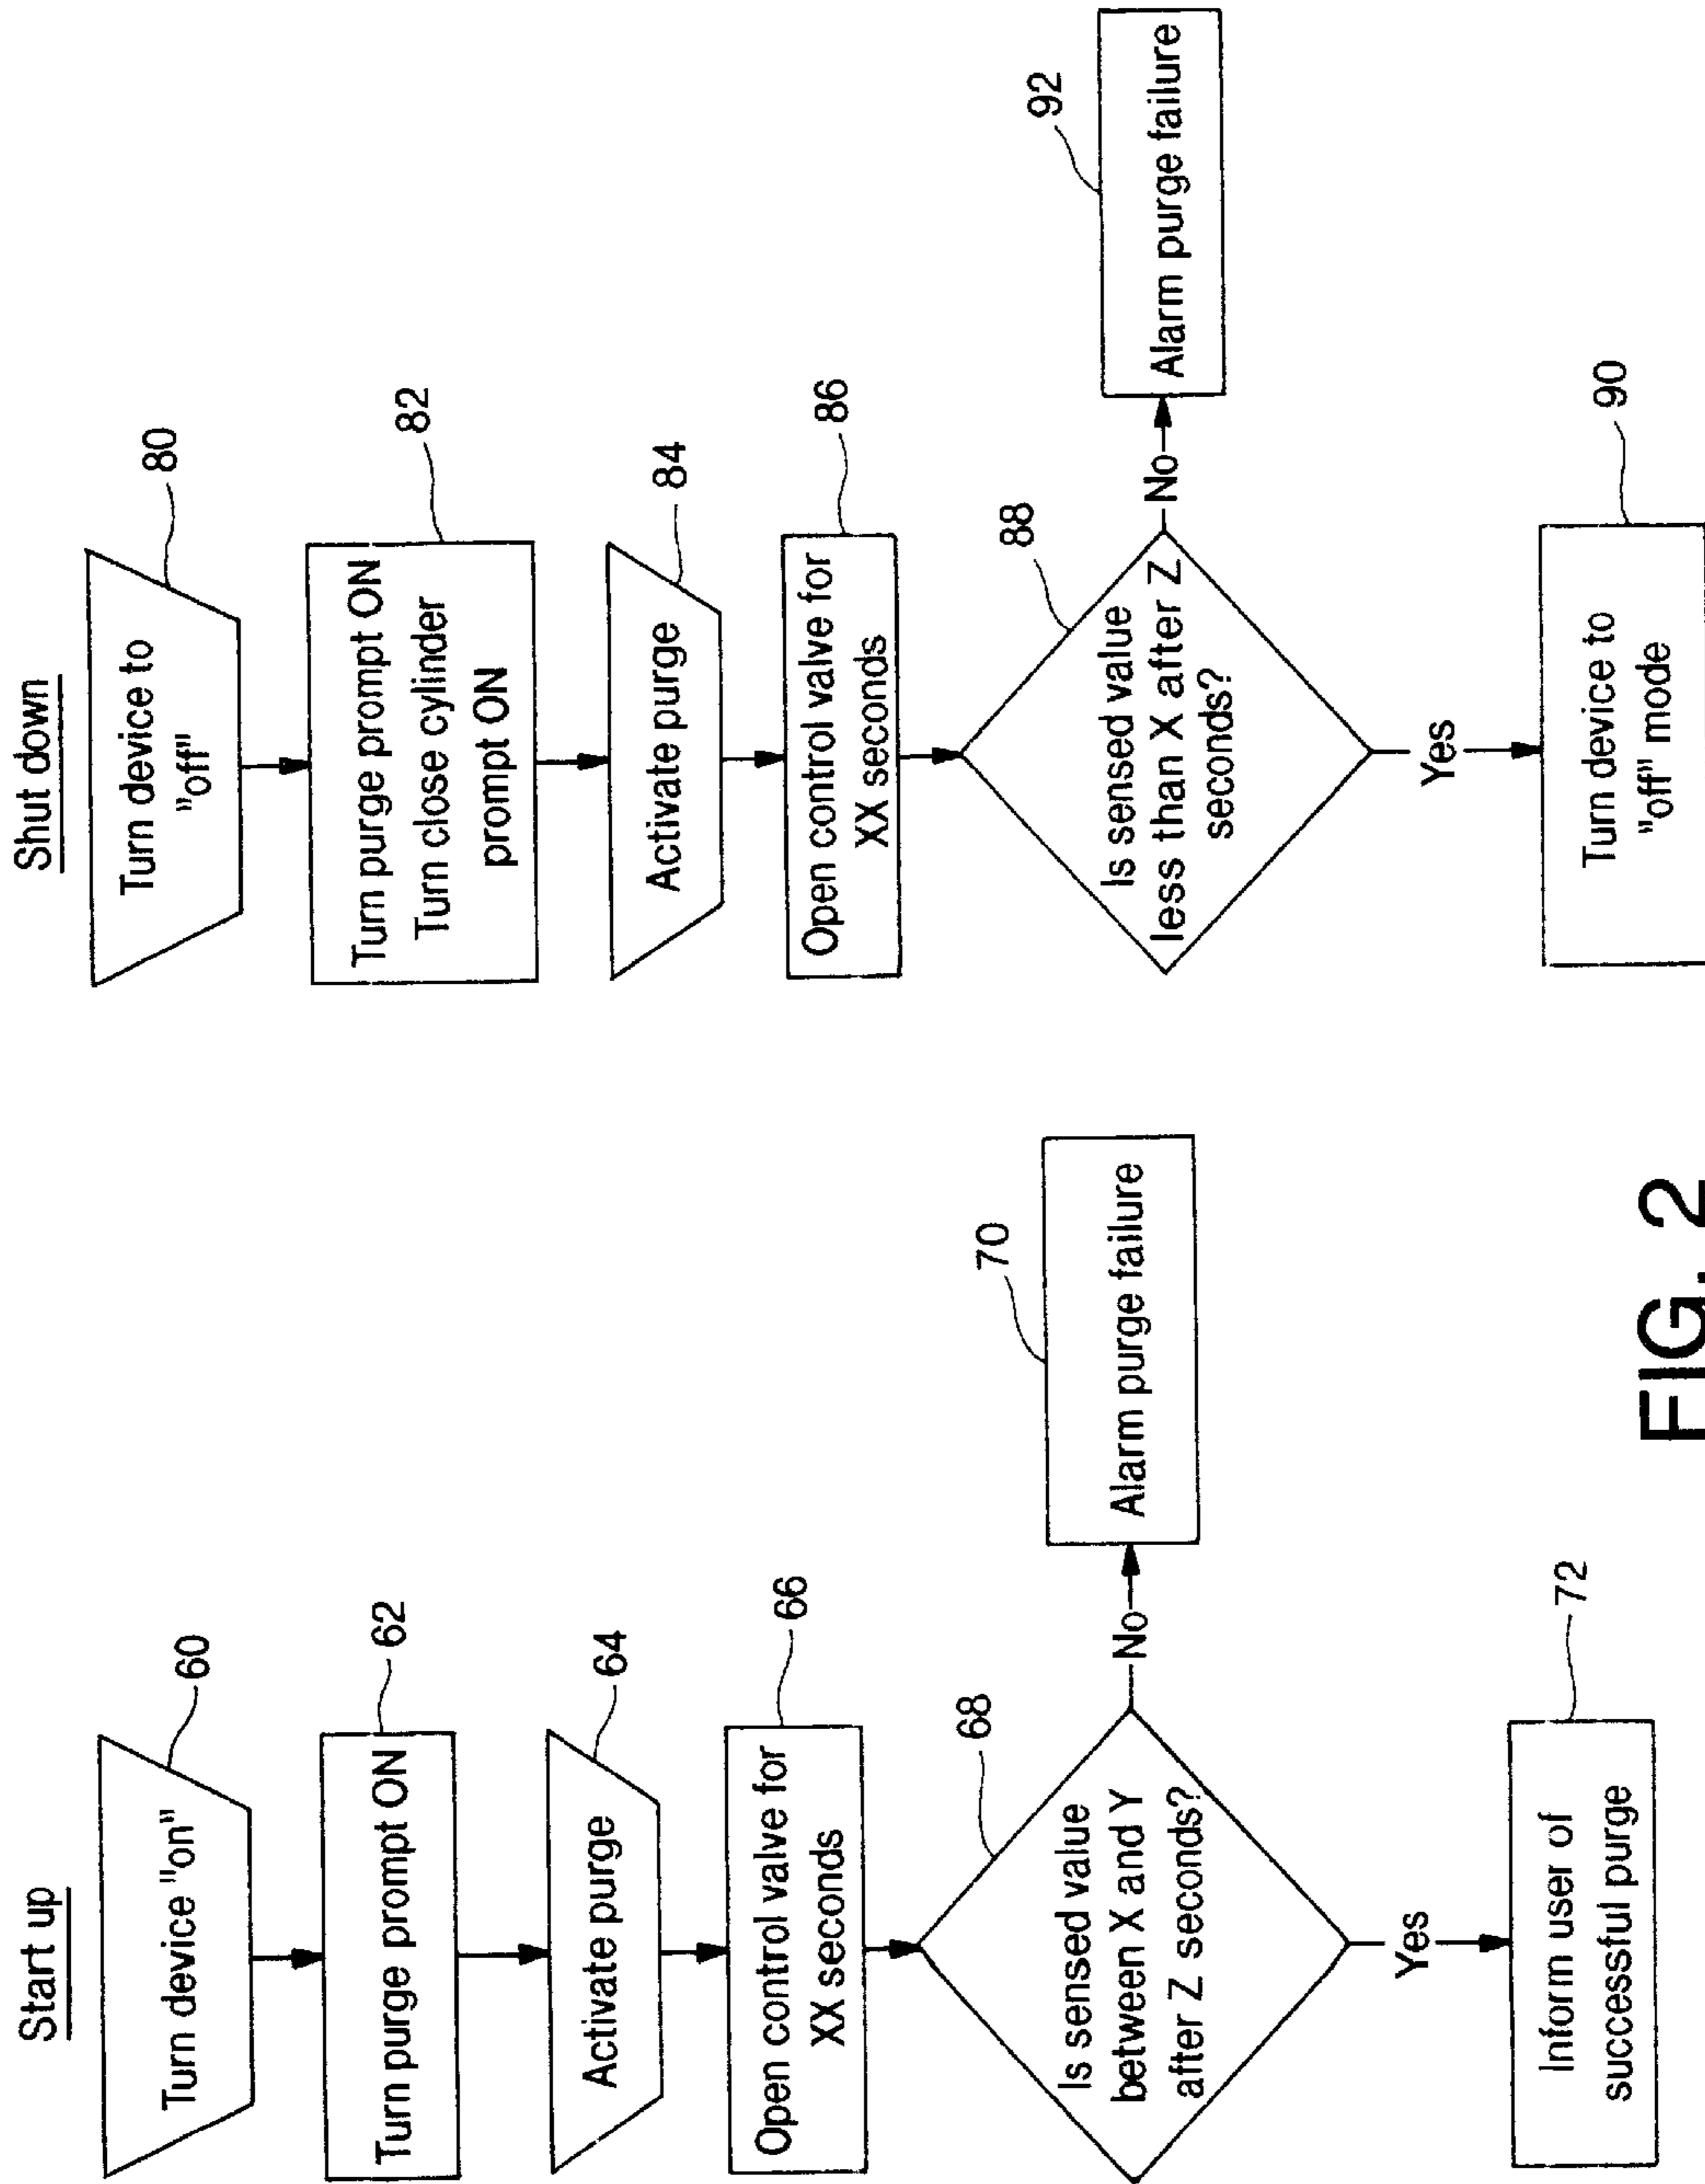 Start up
Turn device "on"
60
Turn purge prompt ON
62
Activate purge
64
Open control valve for
XX seconds
66
Is sensed value
between X and Y
after Z seconds?
68
No
Alarm purge failure
70
Yes
Inform user of
successful purge
72
Shut down
Turn device to
"off"
80
Turn purge prompt ON
Turn close cylinder
prompt ON
82
Activate purge
84
Open control valve for
XX seconds
86
Is sensed value
less than X after Z
seconds?
88
No
Alarm purge failure
92
Yes
Turn device to
"off" mode
90
FIG. 2